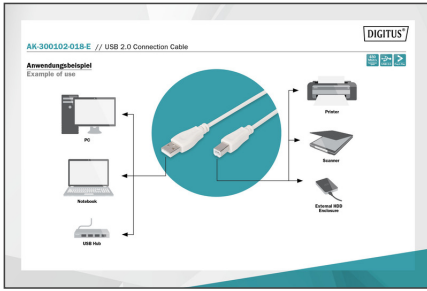 DIGITUS®
AK-300102-018-E // USB 2.0 Connection Cable
Anwendungsbeispiel
Example of use
PC
Notebook
USB Hub
Printer
Scanner
External HDD
Enclosure